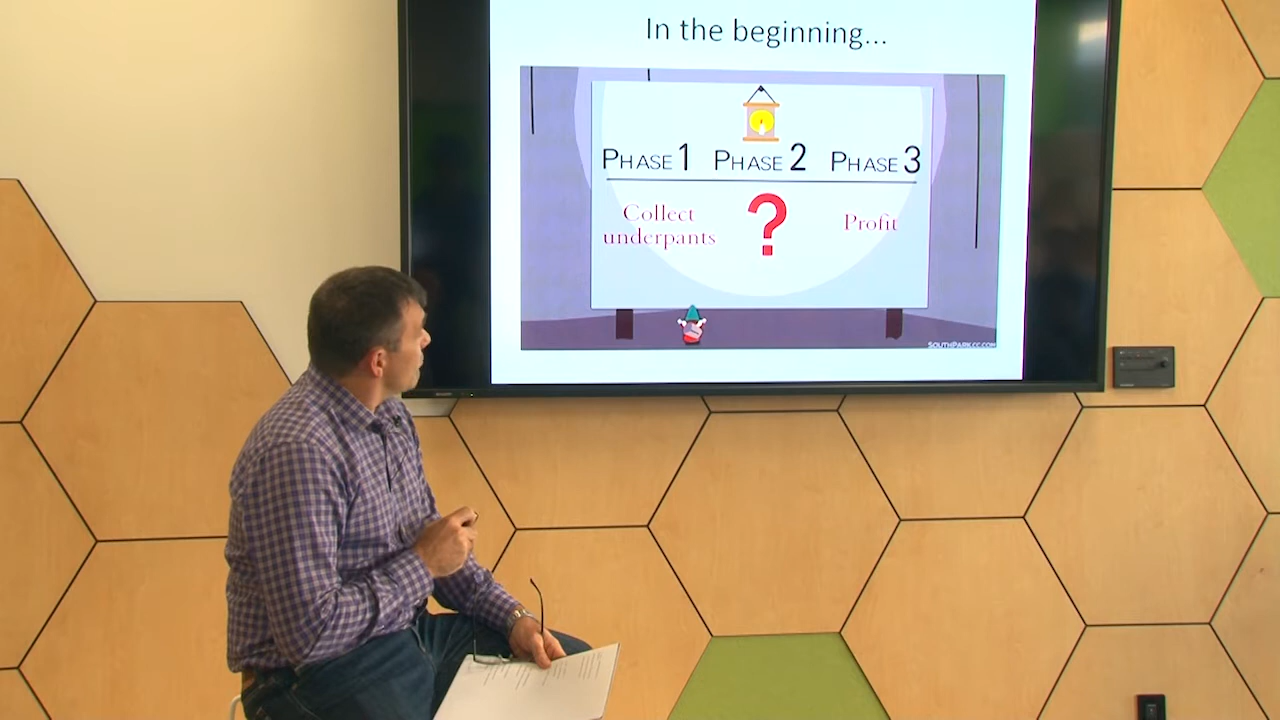 In the beginning...
PHASE 1 PHASE 2 PHASE 3
Collect underpants
?
Profit
SOUTHPARK.CC.COM